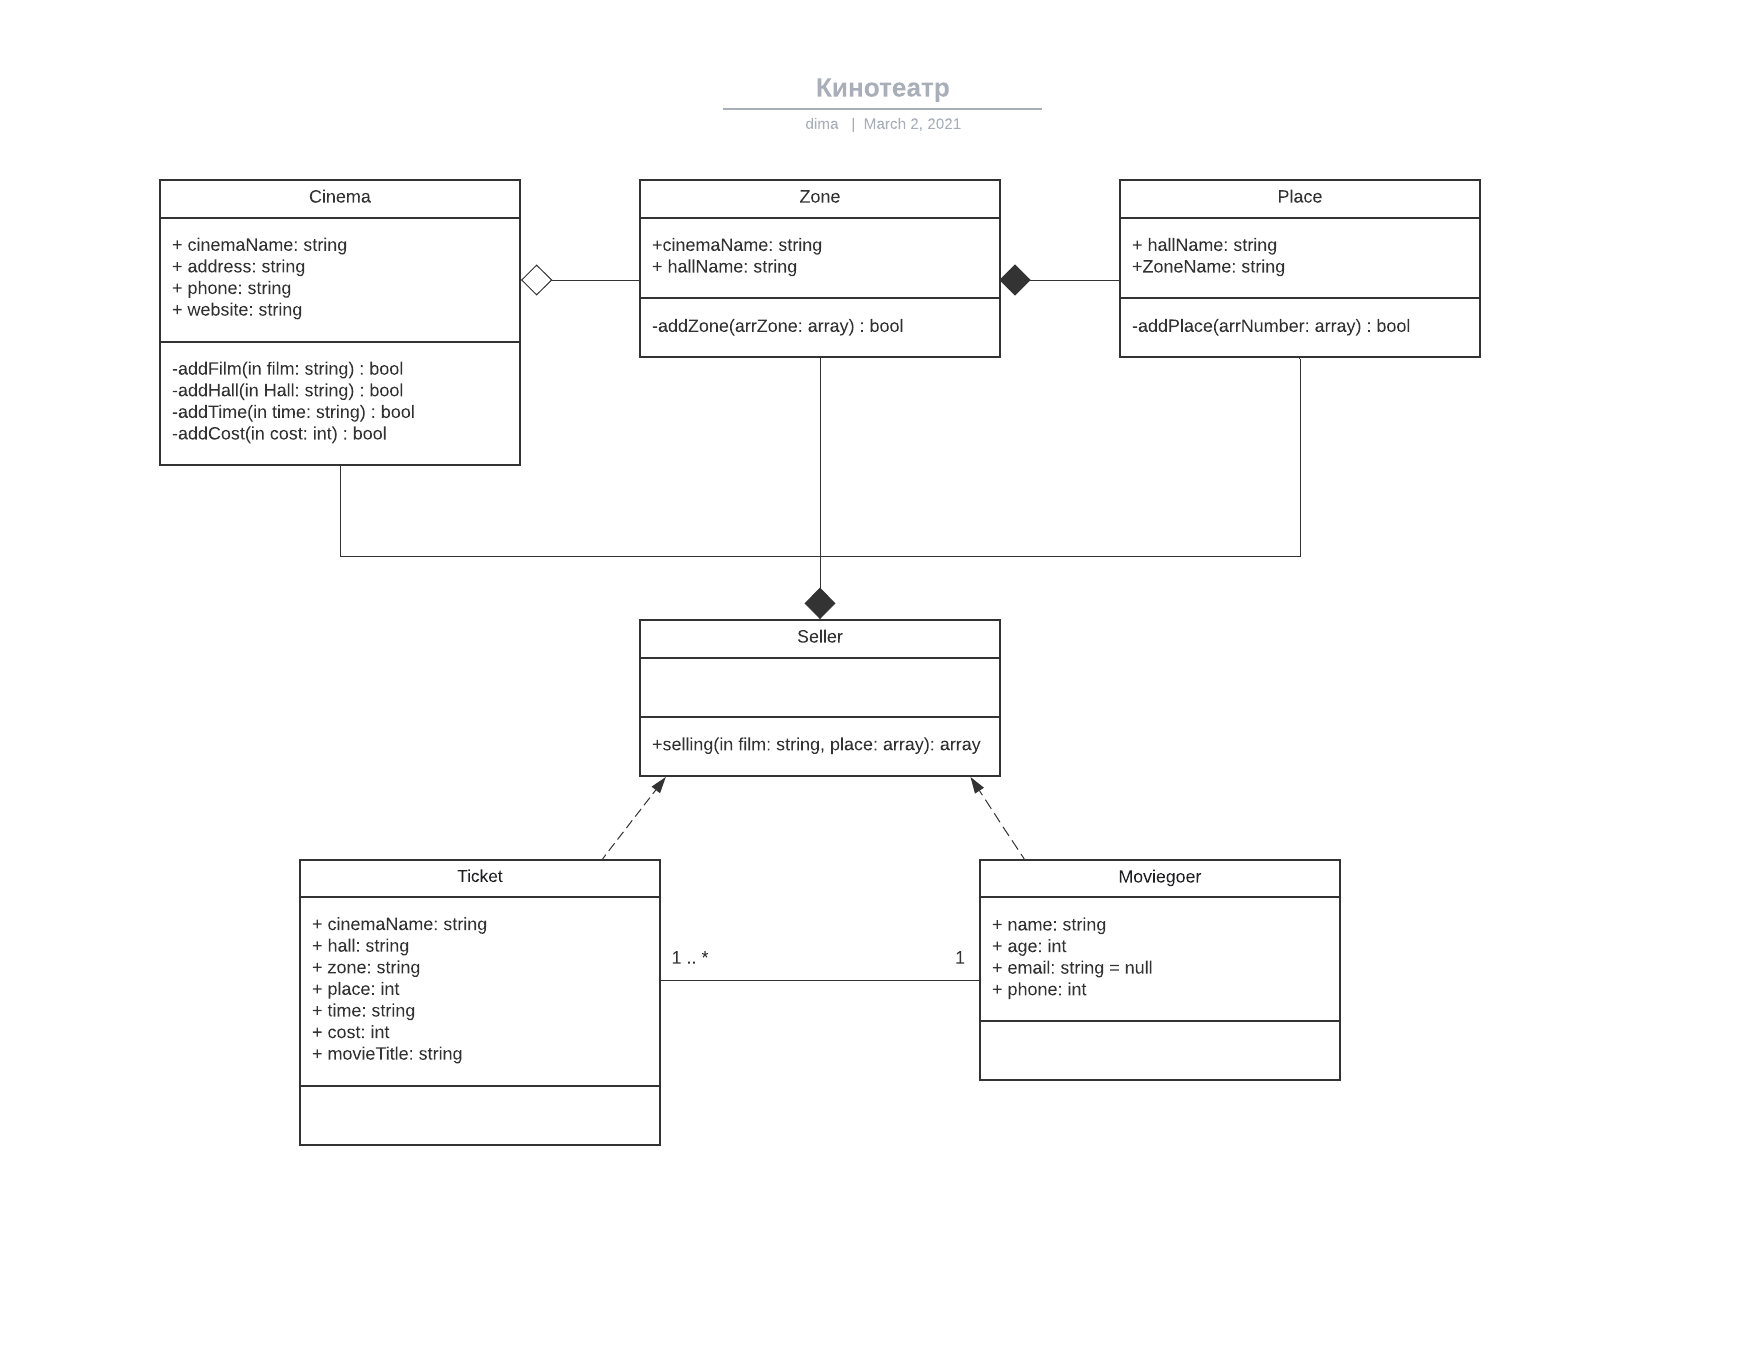 Кинотеатр
dima | March 2, 2021
Cinema
+ cinemaName: string
+ address: string
+ phone: string
+ website: string
-addFilm(in film: string) : bool
-addHall(in Hall: string) : bool
-addTime(in time: string) : bool
-addCost(in cost: int) : bool
Zone
+cinemaName: string
+ hallName: string
-addZone(arrZone: array) : bool
Place
+ hallName: string
+ZoneName: string
-addPlace(arrNumber: array) : bool
Seller
+selling(in film: string, place: array): array
Ticket
+ cinemaName: string
+ hall: string
+ zone: string
+ place: int
+ time: string
+ cost: int
+ movieTitle: string
1 .. *
1
Moviegoer
+ name: string
+ age: int
+ email: string = null
+ phone: int